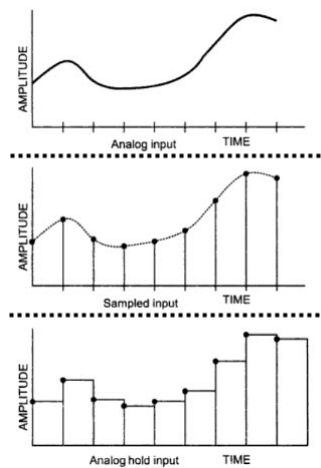 AMPLITUDE
Analog input TIME
AMPLITUDE
Sampled input TIME
AMPLITUDE
Analog hold input TIME